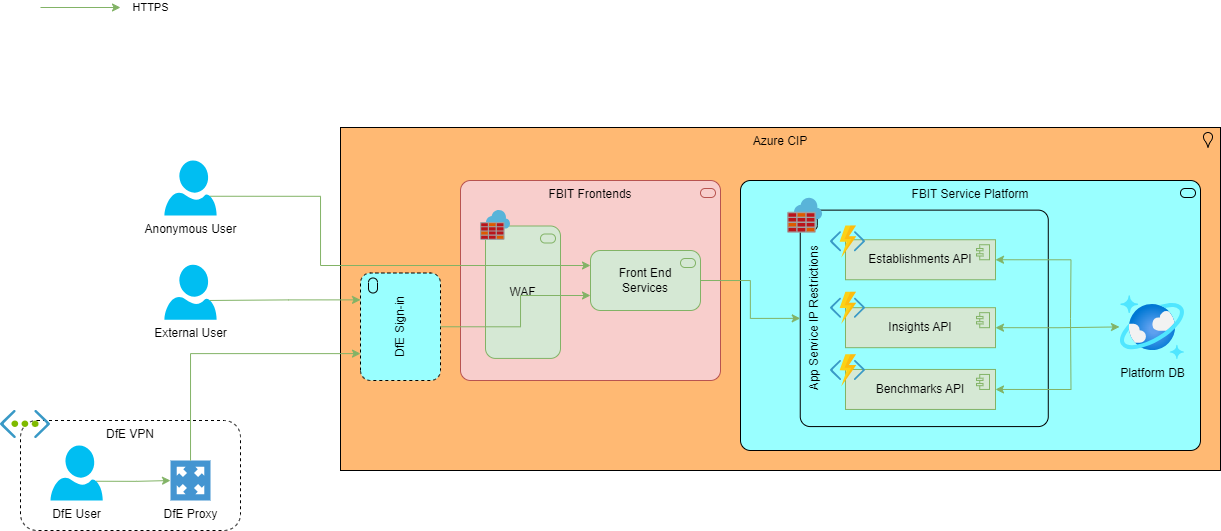 HTTPS
Azure CIP
FBIT Frontends
FBIT Service Platform
Anonymous User
External User
DfE Sign-in
WAF
Front End
Services
App Service IP Restrictions
Establishments API
Insights API
Benchmarks API
Platform DB
DfE VPN
DfE User
DfE Proxy